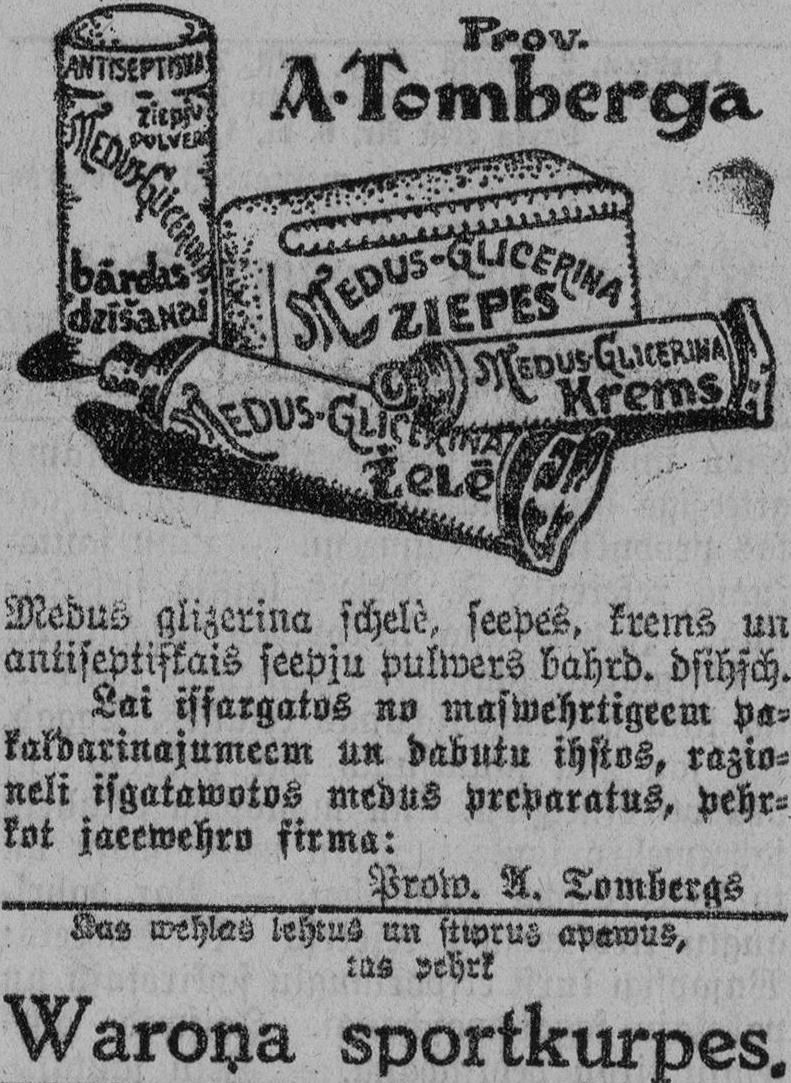 Prov.
A. Tomberga
ANTISEPTISKA
ziepju
PULVERI
MEDUS-GLICERINA
bārdas
dzīšanai
MEDUS-GLICERINA
ZIEPES
MEDUS-GLICERINA
Krems
MEDUS-GLICERINA
ŽELĒ
Medus glizerina schelè, seepes, krems un
antiseptiskais seepju pulwers bahrd. dsihsch.
Lai issargatos no maswehrtigeem pa-
kaldarinajumeem un dabutu ihstos, razio-
neli isgatawotos medus preparatus, pehr-
kot jaeewehro firma:
Prow. A. Tombergs
Kas wehlas lehtus un stiprus apawus,
tas pehrk
Waroņa sportkurpes.